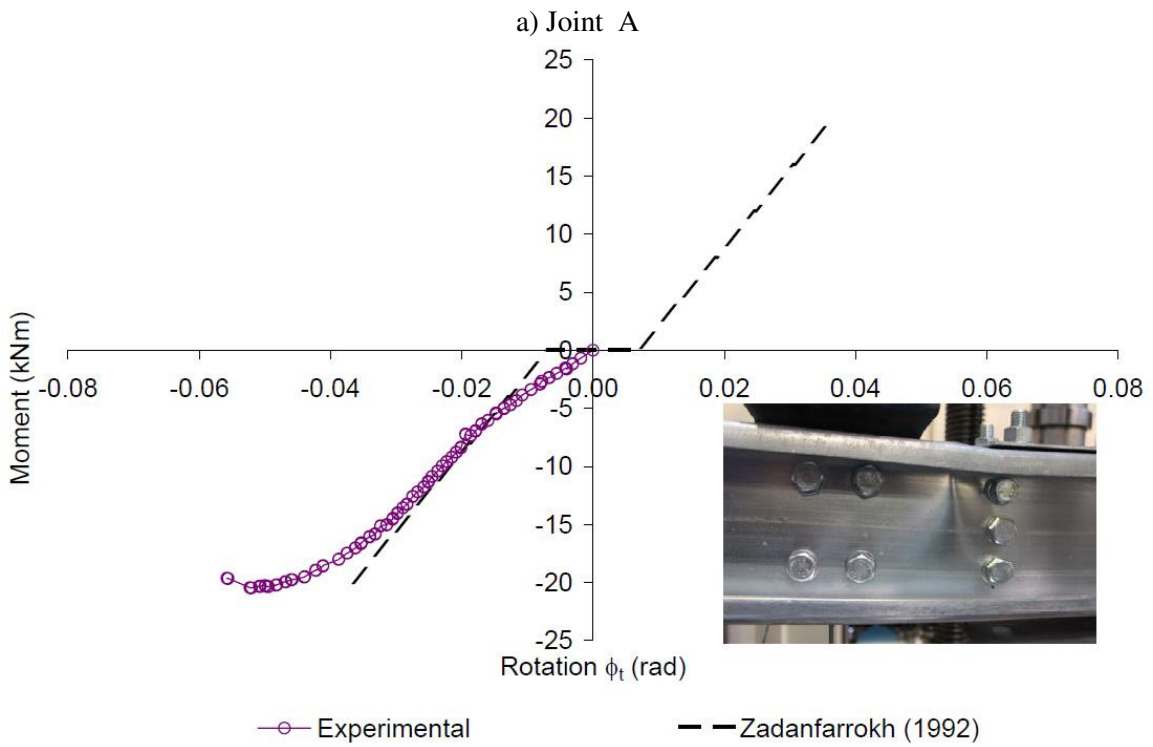 a) Joint A
25
20
15
10
5
0
-0.08 -0.06 -0.04 -0.02 0.00 0.02 0.04 0.06 0.08
-5
-10
-15
-20
-25
Moment (kNm)
Rotation ϕt (rad)
Experimental
Zadanfarrokh (1992)